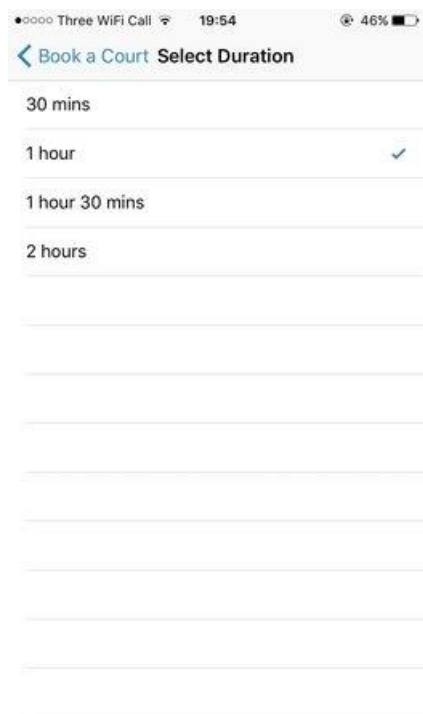 Three WiFi Call 19:54 46%
Book a Court Select Duration
30 mins
1 hour
1 hour 30 mins
2 hours